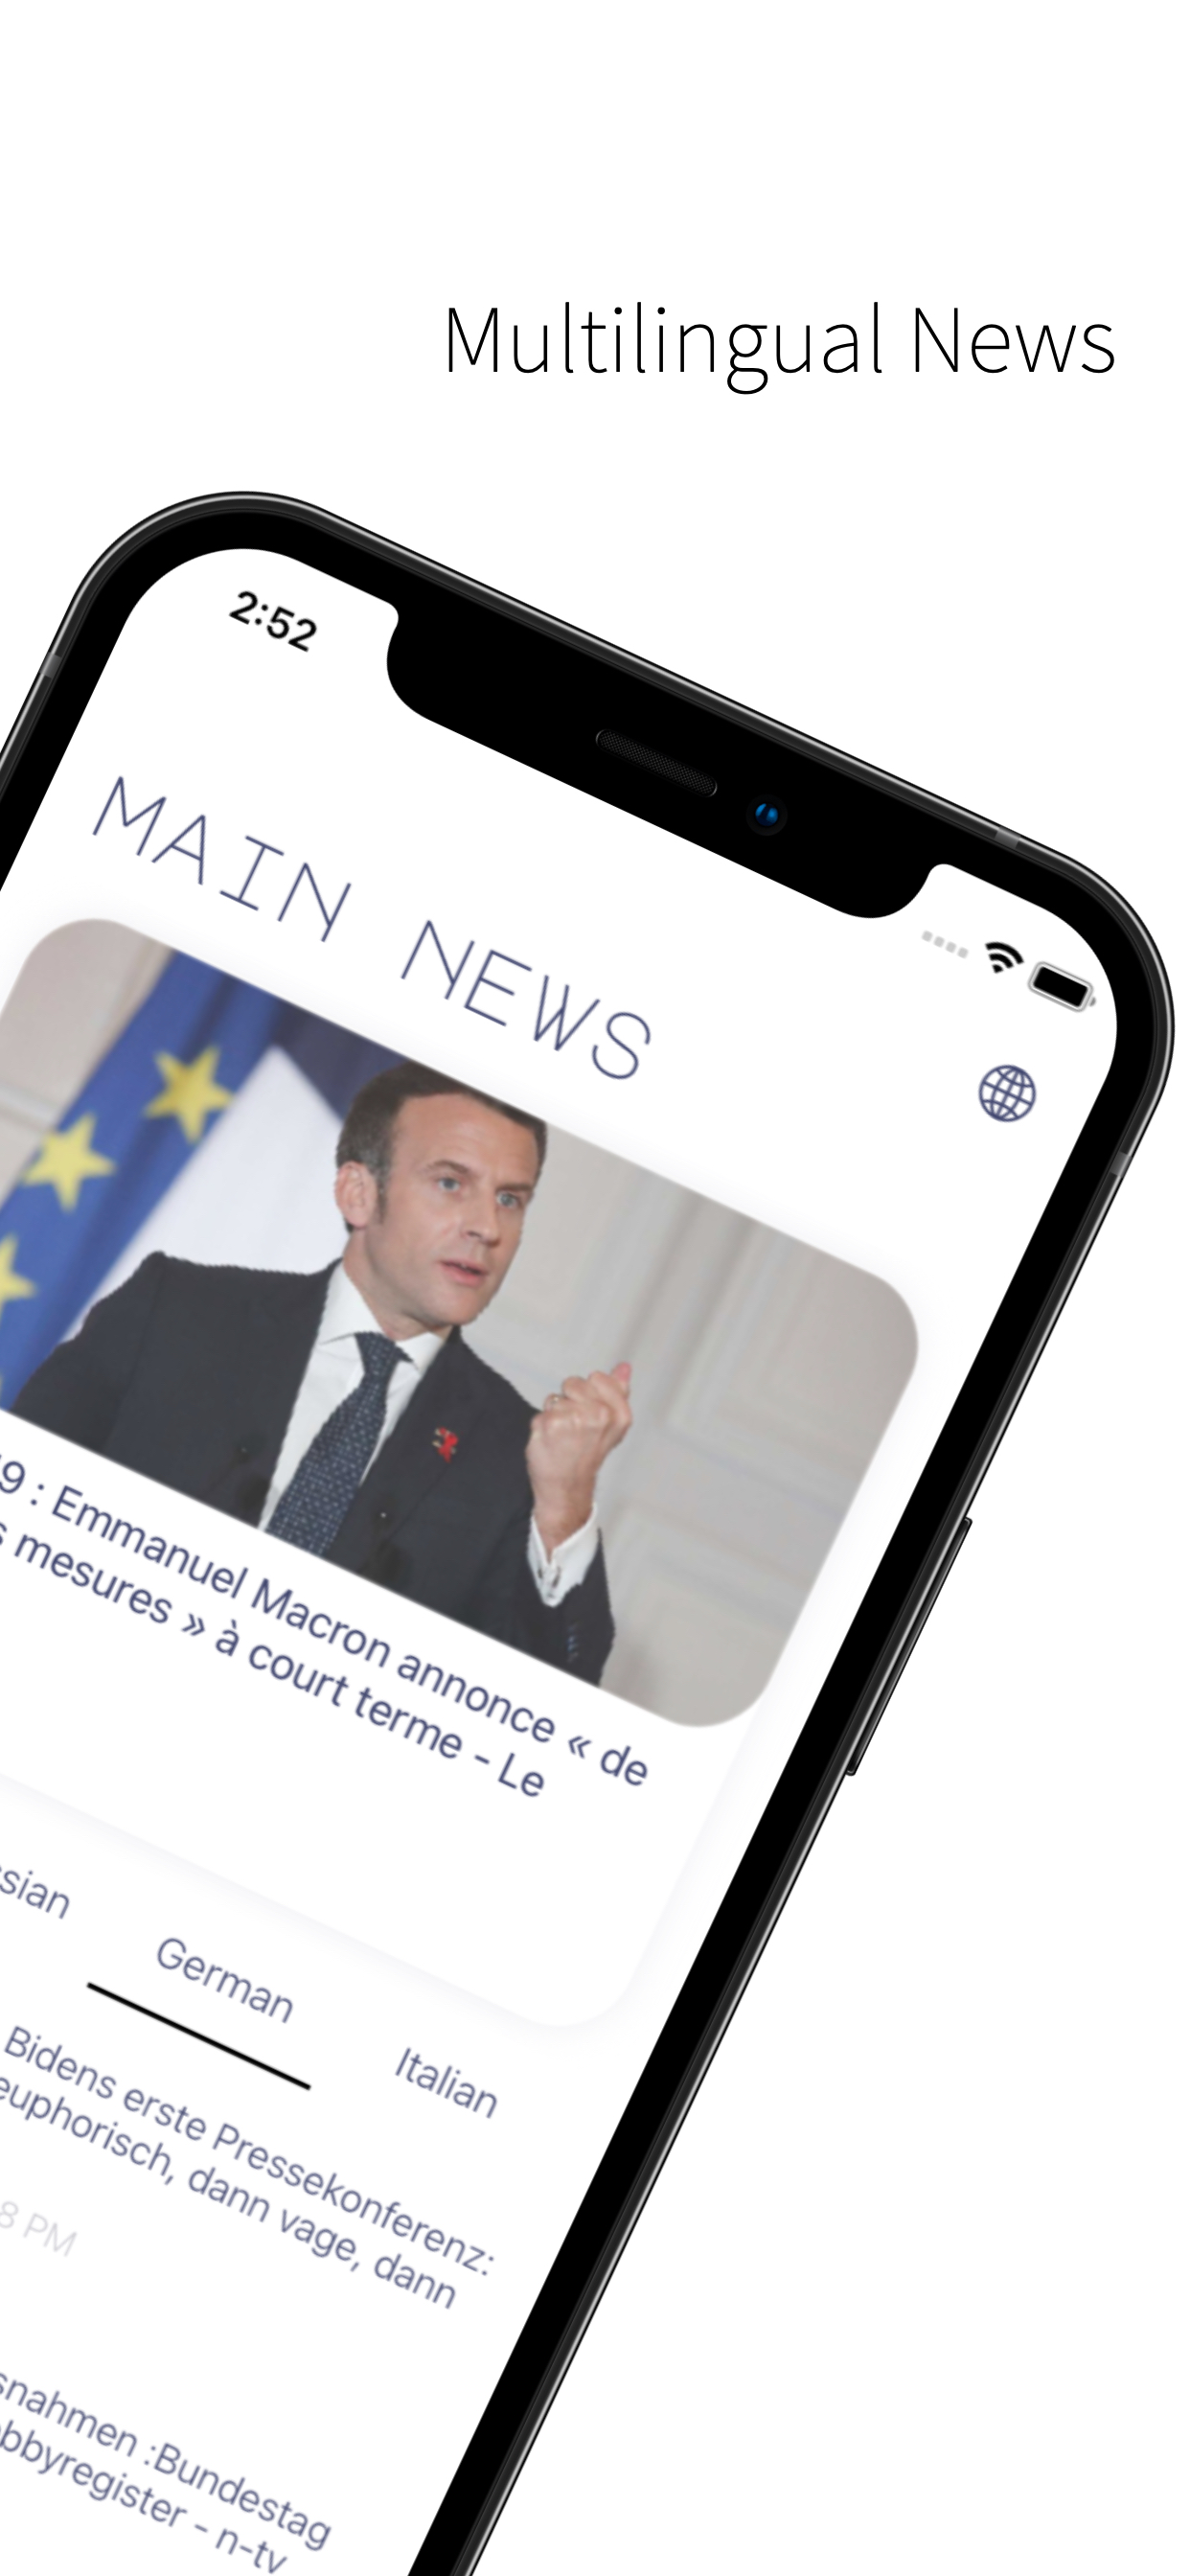 Multilingual News
2:52
MAIN NEWS
9 : Emmanuel Macron annonce « de
mesures » à court terme - Le
German
Italian
Bidens erste Pressekonferenz:
euphorisch, dann vage, dann
8 PM
snahmen :Bundestag
bbyregister - n-tv